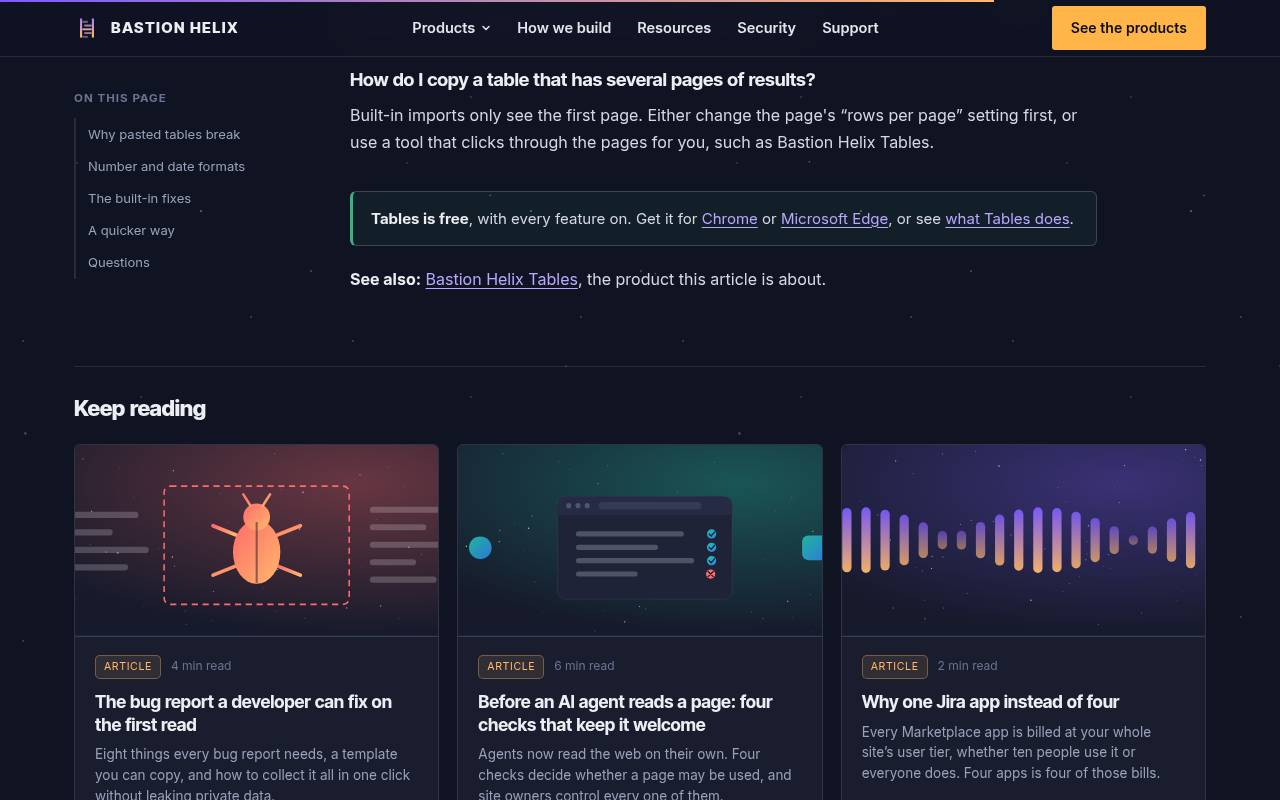 BASTION HELIX
Products
How we build
Resources
Security
Support
See the products
ON THIS PAGE
Why pasted tables break
Number and date formats
The built-in fixes
A quicker way
Questions
How do I copy a table that has several pages of results?
Built-in imports only see the first page. Either change the page's “rows per page” setting first, or
use a tool that clicks through the pages for you, such as Bastion Helix Tables.
Tables is free, with every feature on. Get it for Chrome or Microsoft Edge, or see what Tables does.
See also: Bastion Helix Tables, the product this article is about.
Keep reading
ARTICLE 4 min read
The bug report a developer can fix on
the first read
Eight things every bug report needs, a template
you can copy, and how to collect it all in one click
without leaking private data.
ARTICLE 6 min read
Before an AI agent reads a page: four
checks that keep it welcome
Agents now read the web on their own. Four
checks decide whether a page may be used, and
site owners control every one of them.
ARTICLE 2 min read
Why one Jira app instead of four
Every Marketplace app is billed at your whole
site’s user tier, whether ten people use it or
everyone does. Four apps is four of those bills.